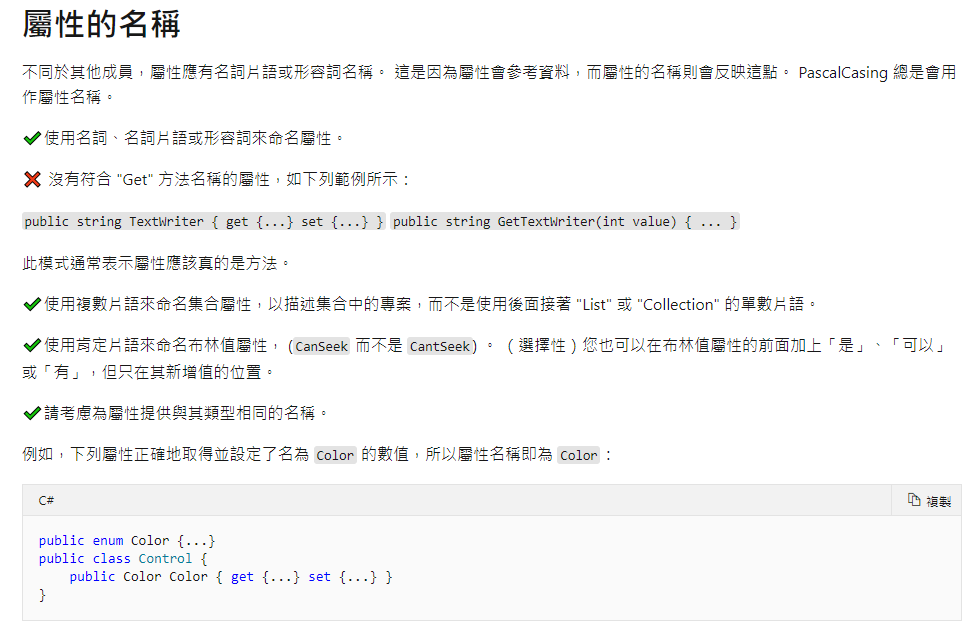 屬性的名稱
不同於其他成員，屬性應有名詞片語或形容詞名稱。 這是因為屬性會參考資料，而屬性的名稱則會反映這點。 PascalCasing 總是會用
作屬性名稱。
✔使用名詞、名詞片語或形容詞來命名屬性。
❌ 沒有符合 "Get" 方法名稱的屬性，如下列範例所示：
public string TextWriter { get {...} set {...} } public string GetTextWriter(int value) { ... }
此模式通常表示屬性應該真的是方法。
✔使用複數片語來命名集合屬性，以描述集合中的專案，而不是使用後面接著 "List" 或 "Collection" 的單數片語。
✔使用肯定片語來命名布林值屬性， (CanSeek 而不是 CantSeek) 。 （選擇性）您也可以在布林值屬性的前面加上「是」、「可以」
或「有」，但只在其新增值的位置。
✔請考慮為屬性提供與其類型相同的名稱。
例如，下列屬性正確地取得並設定了名為 Color 的數值，所以屬性名稱即為 Color：
C# 複製
public enum Color {...}
public class Control {
    public Color Color { get {...} set {...} }
}